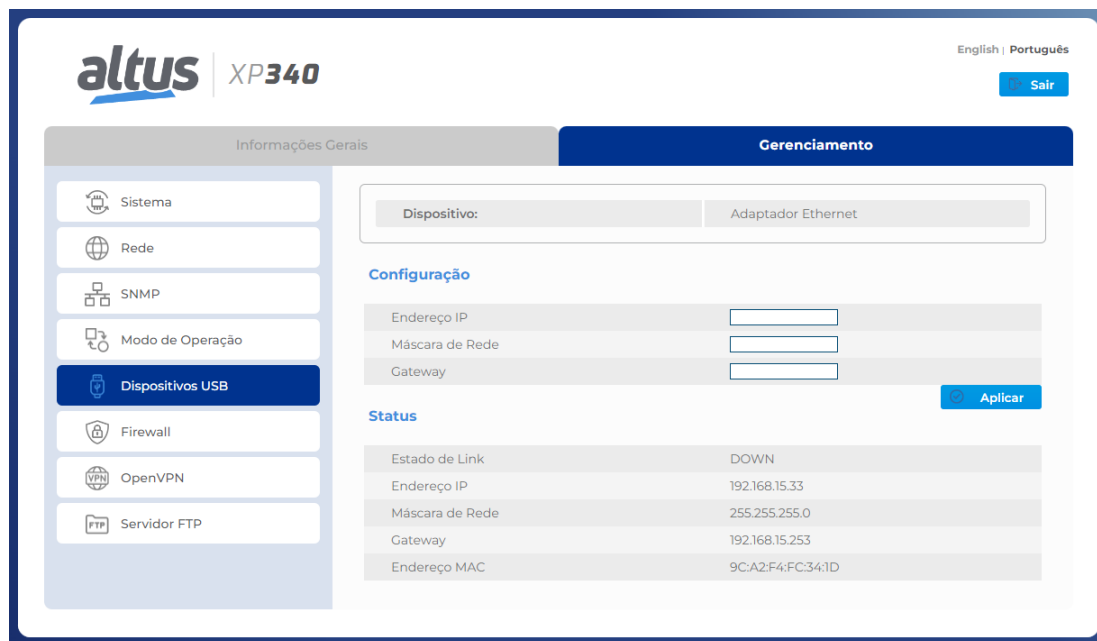 English | Português
altus XP340
Sair
Informações Gerais Gerenciamento
Sistema
Rede
SNMP
Modo de Operação
Dispositivos USB
Firewall
VPN OpenVPN
FTP Servidor FTP
Dispositivo: Adaptador Ethernet
Configuração
Endereço IP
Máscara de Rede
Gateway
Aplicar
Status
Estado de Link DOWN
Endereço IP 192.168.15.33
Máscara de Rede 255.255.255.0
Gateway 192.168.15.253
Endereço MAC 9C:A2:F4:FC:34:1D